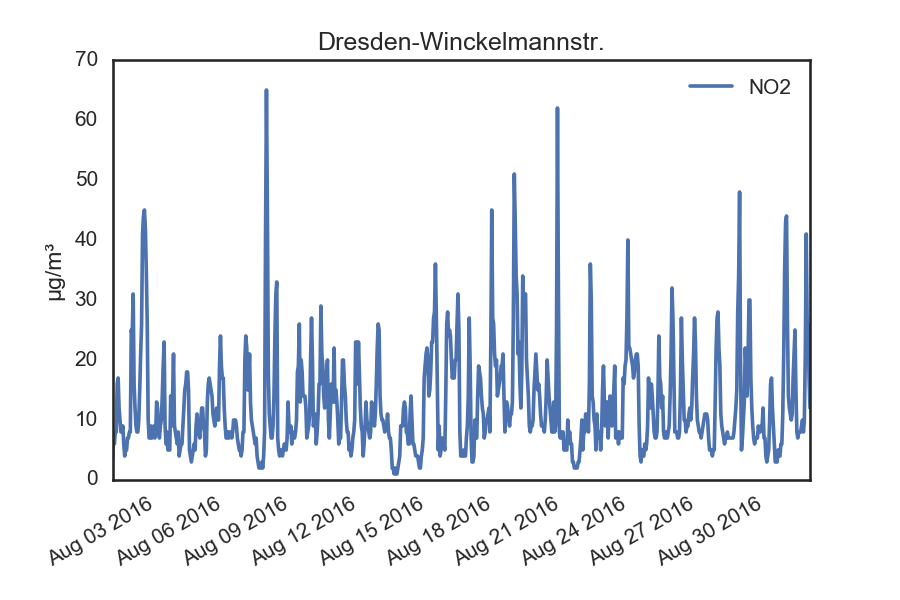 Dresden-Winckelmannstr.
70
60
50
40
30
20
10
0
µg/m³
NO2
Aug 03 2016
Aug 06 2016
Aug 09 2016
Aug 12 2016
Aug 15 2016
Aug 18 2016
Aug 21 2016
Aug 24 2016
Aug 27 2016
Aug 30 2016